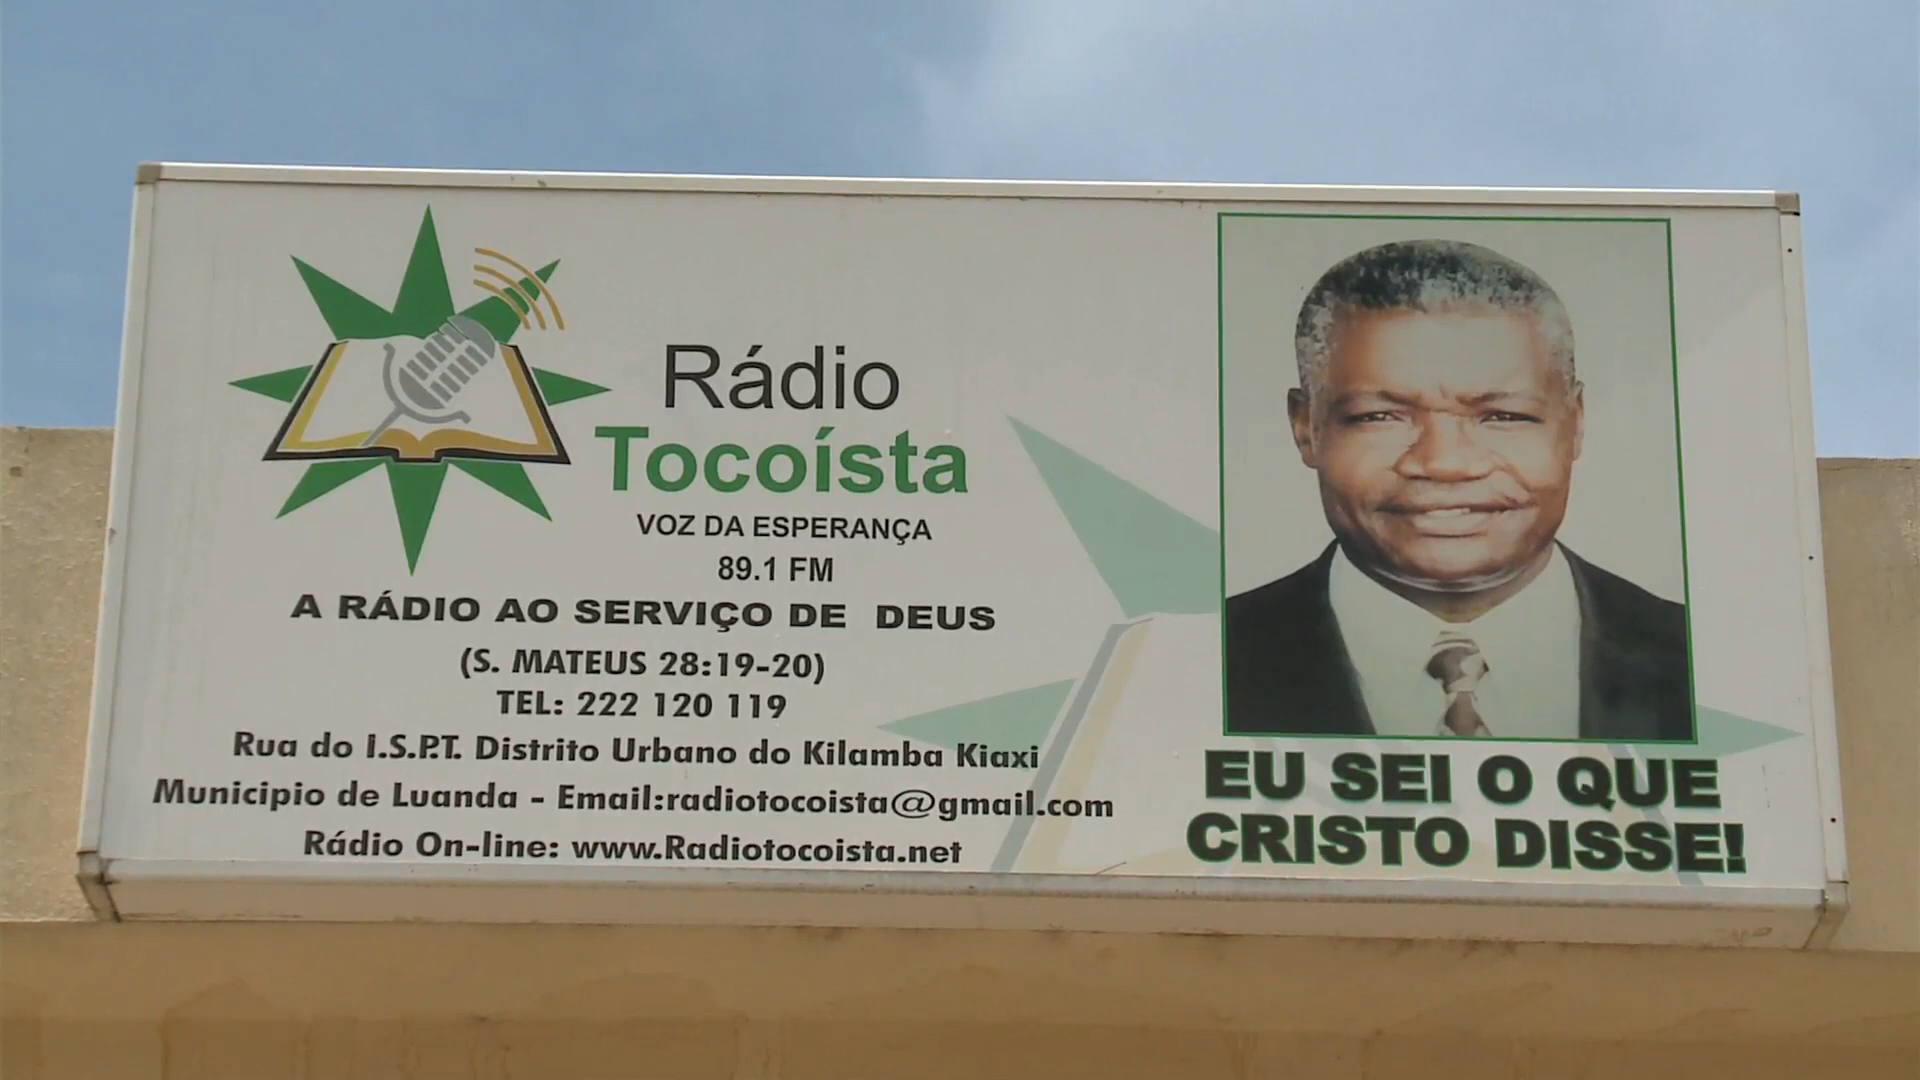 Rádio
Tocoísta
VOZ DA ESPERANÇA
89.1 FM
A RÁDIO AO SERVIÇO DE DEUS
(S. MATEUS 28:19-20)
TEL: 222 120 119
Rua do I.S.P.T. Distrito Urbano do Kilamba Kiaxi
Municipio de Luanda - Email:radiotocoista@gmail.com
Rádio On-line: www.Radiotocoista.net
EU SEI O QUE
CRISTO DISSE!